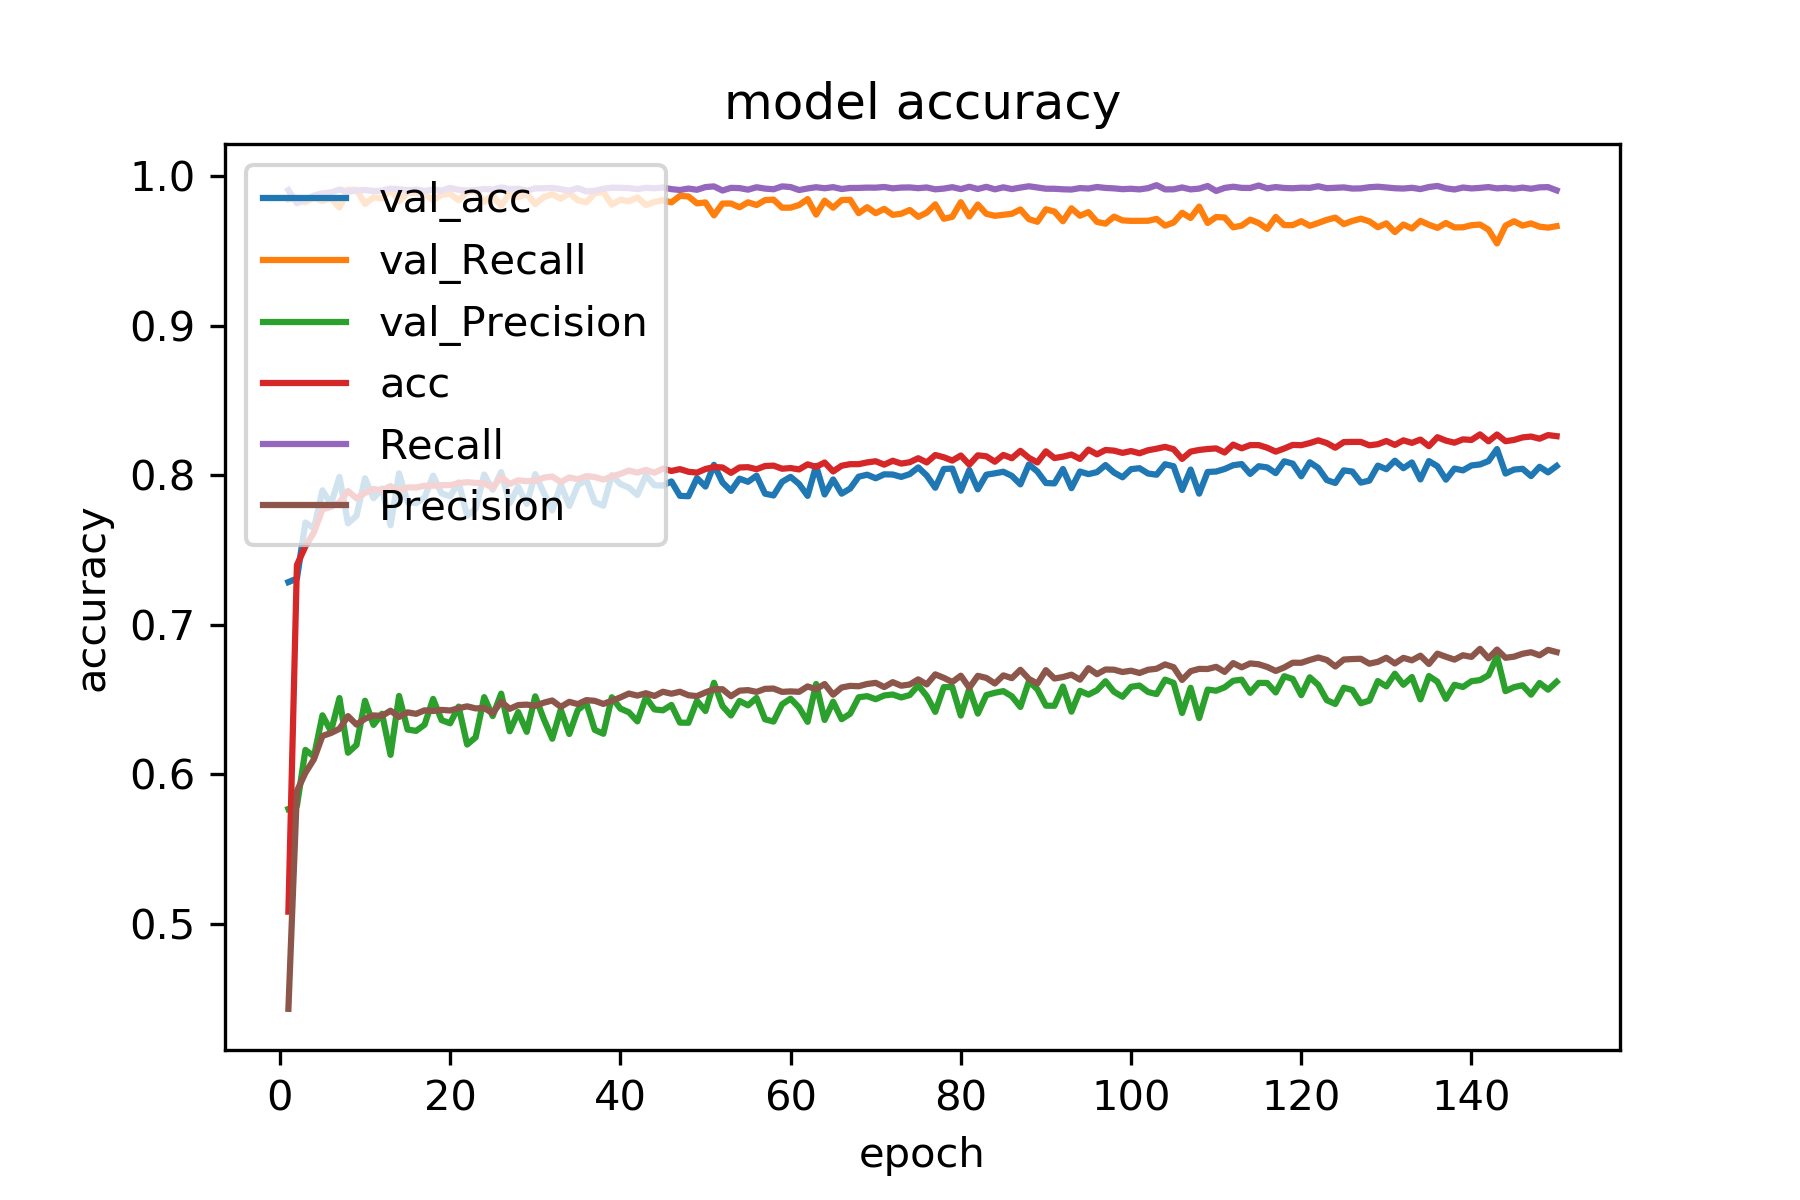 model accuracy
accuracy
1.0
0.9
0.8
0.7
0.6
0.5
val_acc
val_Recall
val_Precision
acc
Recall
Precision
0 20 40 60 80 100 120 140
epoch